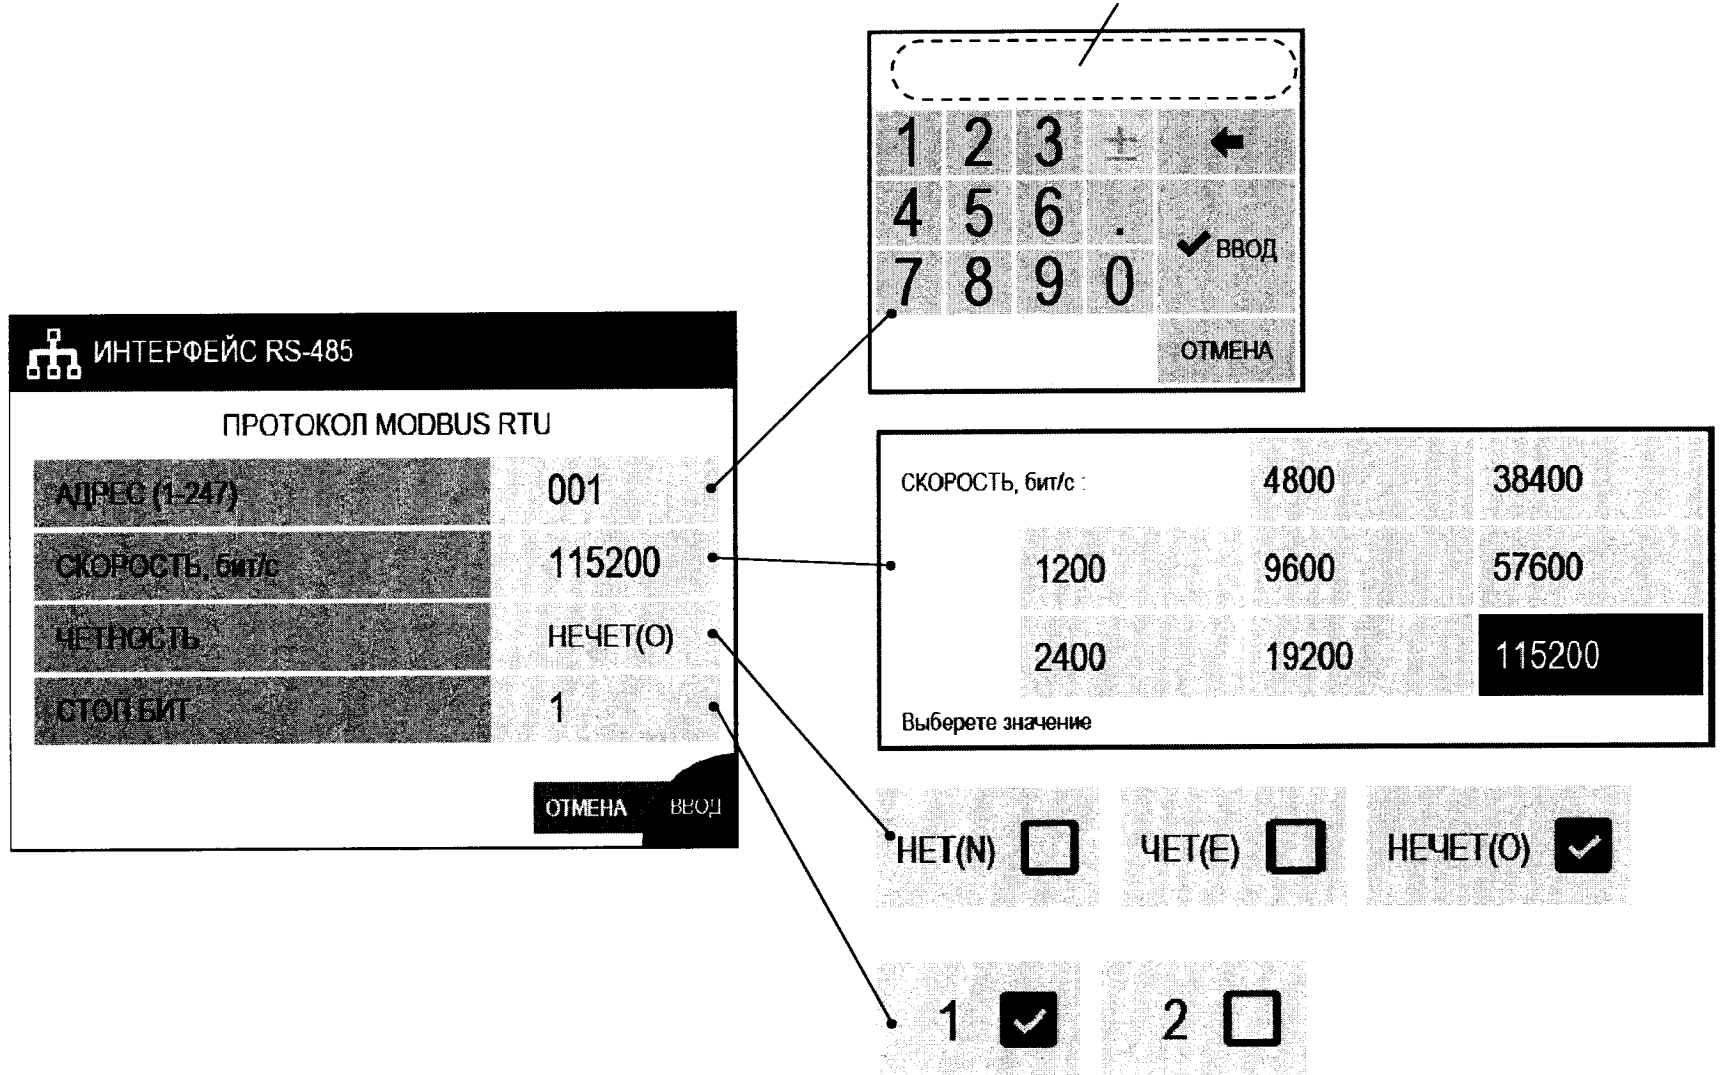 1 2 3 ±
4 5 6 .
ВВОД
7 8 9 0
ОТМЕНА
ИНТЕРФЕЙС RS-485
ПРОТОКОЛ MODBUS RTU
АДРЕС (1-247) 001
СКОРОСТЬ, бит/с 115200
ЧЕТНОСТЬ НЕЧЕТ(O)
СТОП БИТ 1
ОТМЕНА ВВОД
СКОРОСТЬ, бит/с : 4800 38400
1200 9600 57600
2400 19200 115200
Выберете значение
НЕТ(N) ЧЕТ(E) НЕЧЕТ(O)
1 2